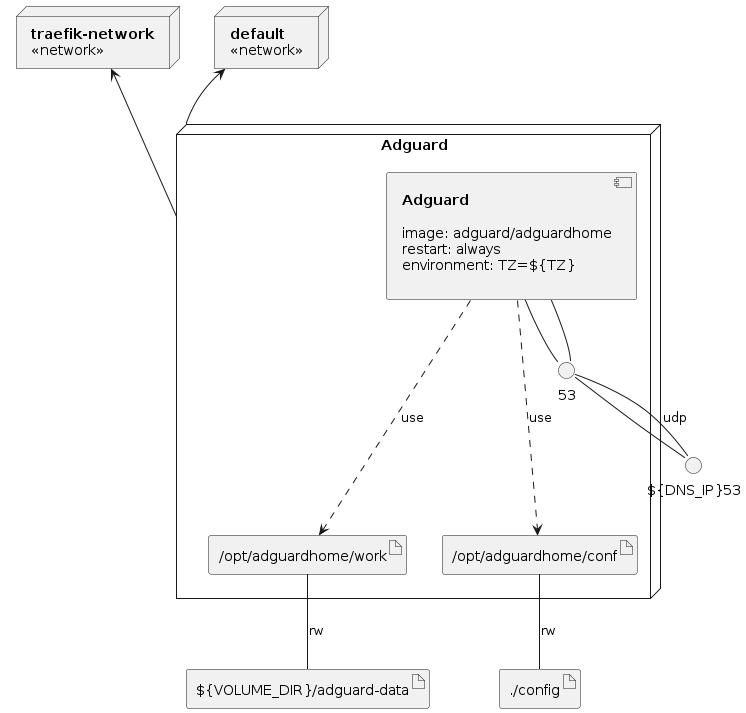 traefik-network
«network»
default
«network»
Adguard
Adguard
image: adguard/adguardhome
restart: always
environment: TZ=${TZ}
53
use
use
udp
${DNS_IP}53
/opt/adguardhome/work
/opt/adguardhome/conf
rw
rw
${VOLUME_DIR}/adguard-data
./config